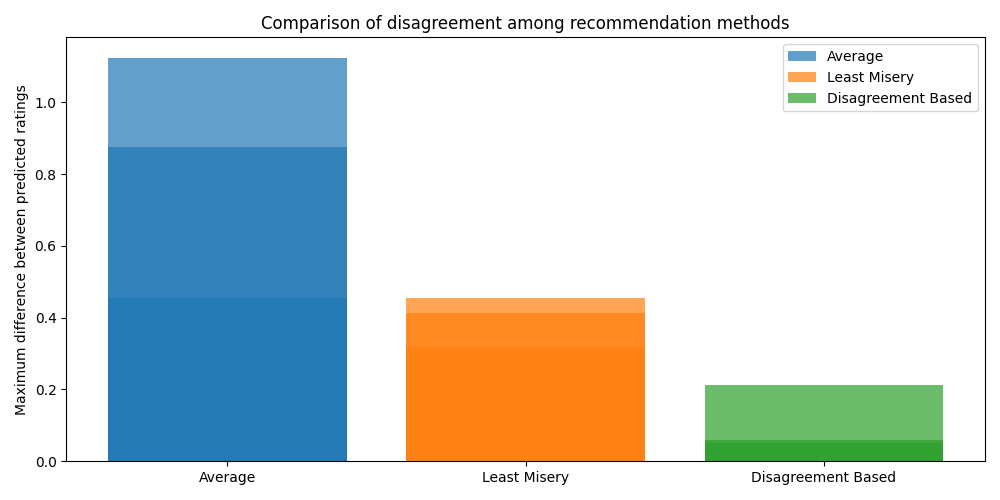 Comparison of disagreement among recommendation methods
Average
Least Misery
Disagreement Based
Maximum difference between predicted ratings
1.0
0.8
0.6
0.4
0.2
0.0
Average
Least Misery
Disagreement Based